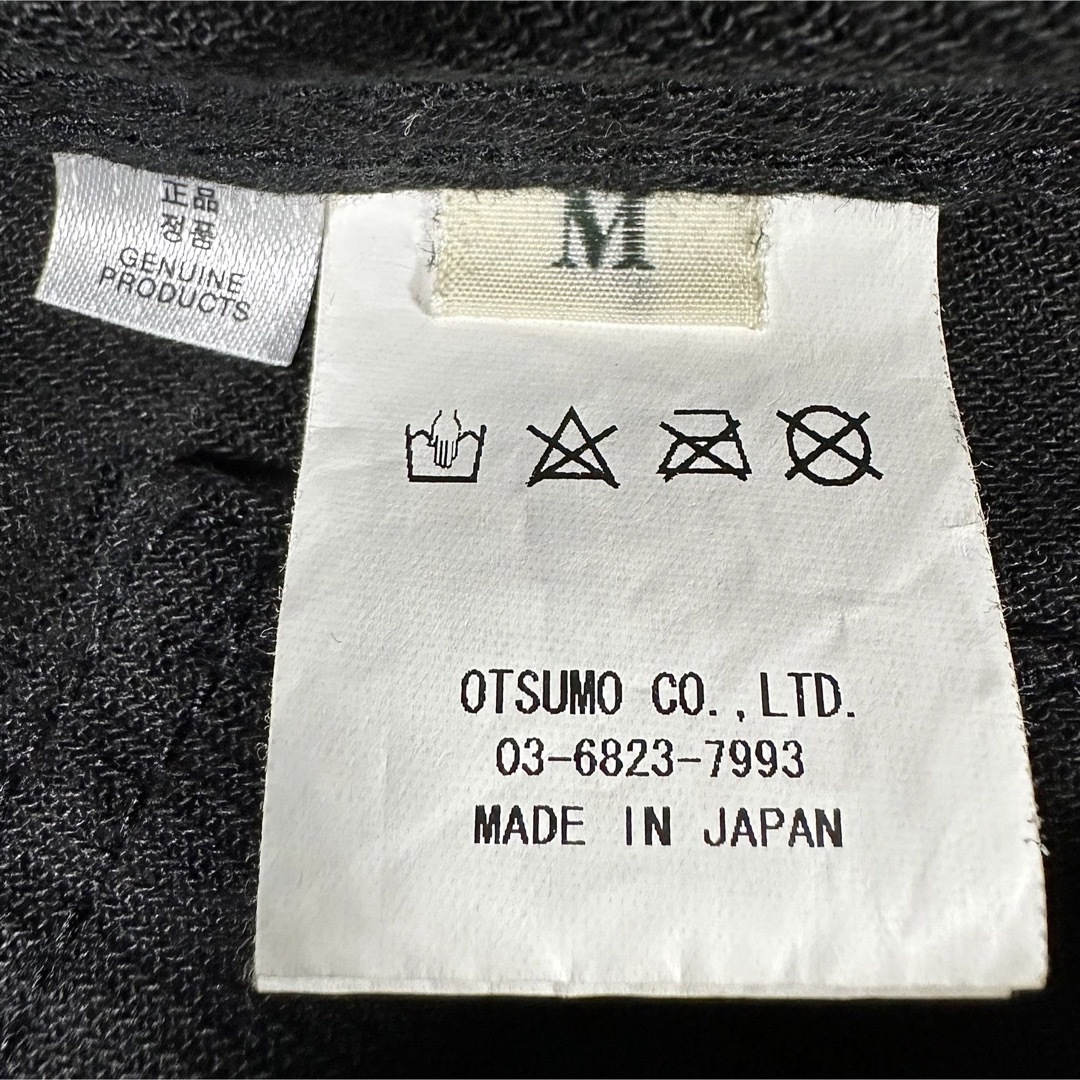 正品
정품
GENUINE
PRODUCTS
M
OTSUMO CO.,LTD.
03-6823-7993
MADE IN JAPAN